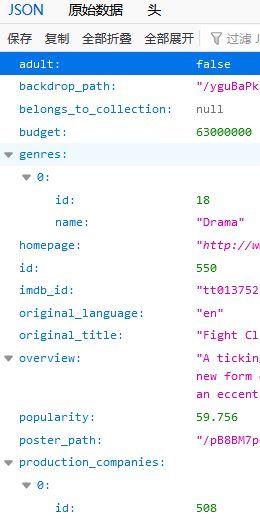 JSON 原始数据 头
保存 复制 全部折叠 全部展开 过滤
adult: false
backdrop_path: "/yguBaPk
belongs_to_collection: null
budget: 63000000
genres:
0:
id: 18
name: "Drama"
homepage: "http://w
id: 550
imdb_id: "tt013752
original_language: "en"
original_title: "Fight Cl
overview: "A ticking
new form
an eccent
popularity: 59.756
poster_path: "/pB8BM7p
production_companies:
0:
id: 508